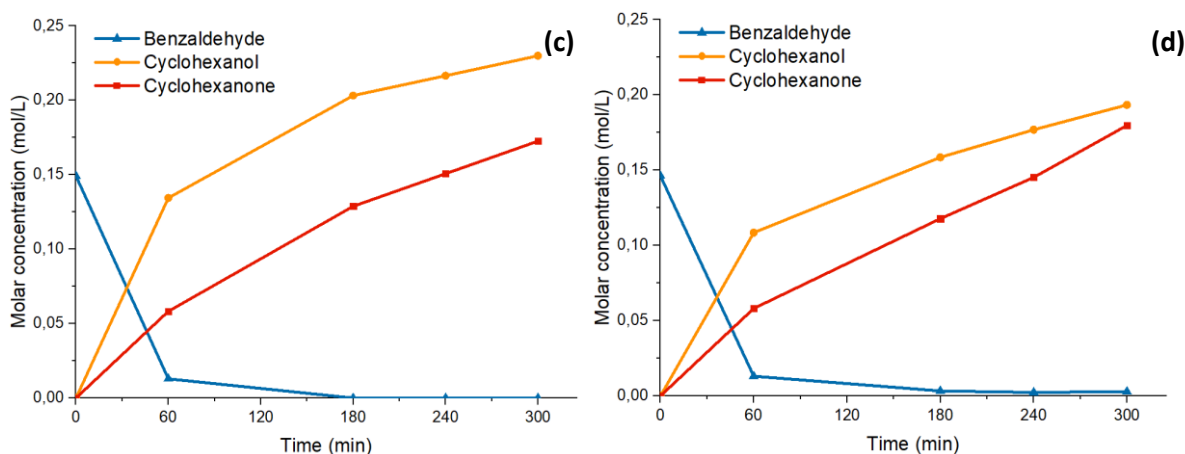 (c)
Benzaldehyde
Cyclohexanol
Cyclohexanone
Molar concentration (mol/L)
0,25
0,20
0,15
0,10
0,05
0,00
0 60 120 180 240 300
Time (min)
(d)
Benzaldehyde
Cyclohexanol
Cyclohexanone
Molar concentration (mol/L)
0,25
0,20
0,15
0,10
0,05
0,00
0 60 120 180 240 300
Time (min)